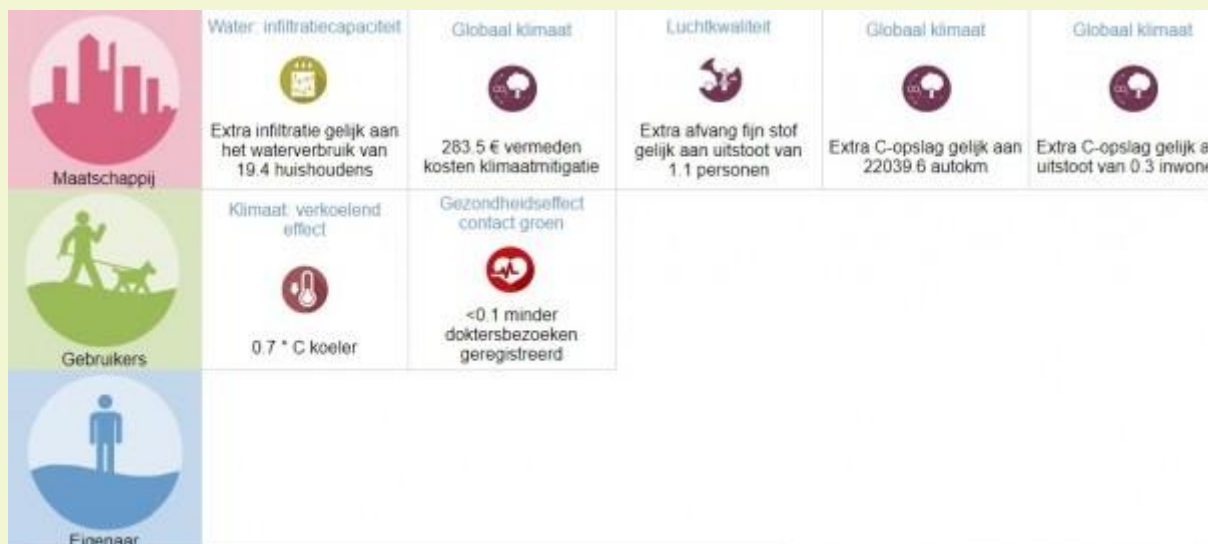 Water: infiltratiecapaciteit
Extra infiltratie gelijk aan
het waterverbruik van
19.4 huishoudens
Globaal klimaat
283.5 € vermeden
kosten klimaatmitigatie
Luchtkwaliteit
Extra afvang fijn stof
gelijk aan uitstoot van
1.1 personen
Globaal klimaat
CO₂
Extra C-opslag gelijk aan
22039.6 autokm
Globaal klimaat
CO₂
Extra C-opslag gelijk a
uitstoot van 0.3 inwone
Maatschappij
Klimaat: verkoelend
effect
0.7 ° C koeler
Gezondheidseffect
contact groen
<0.1 minder
doktersbezoeken
geregistreerd
Gebruikers
Eigenaar